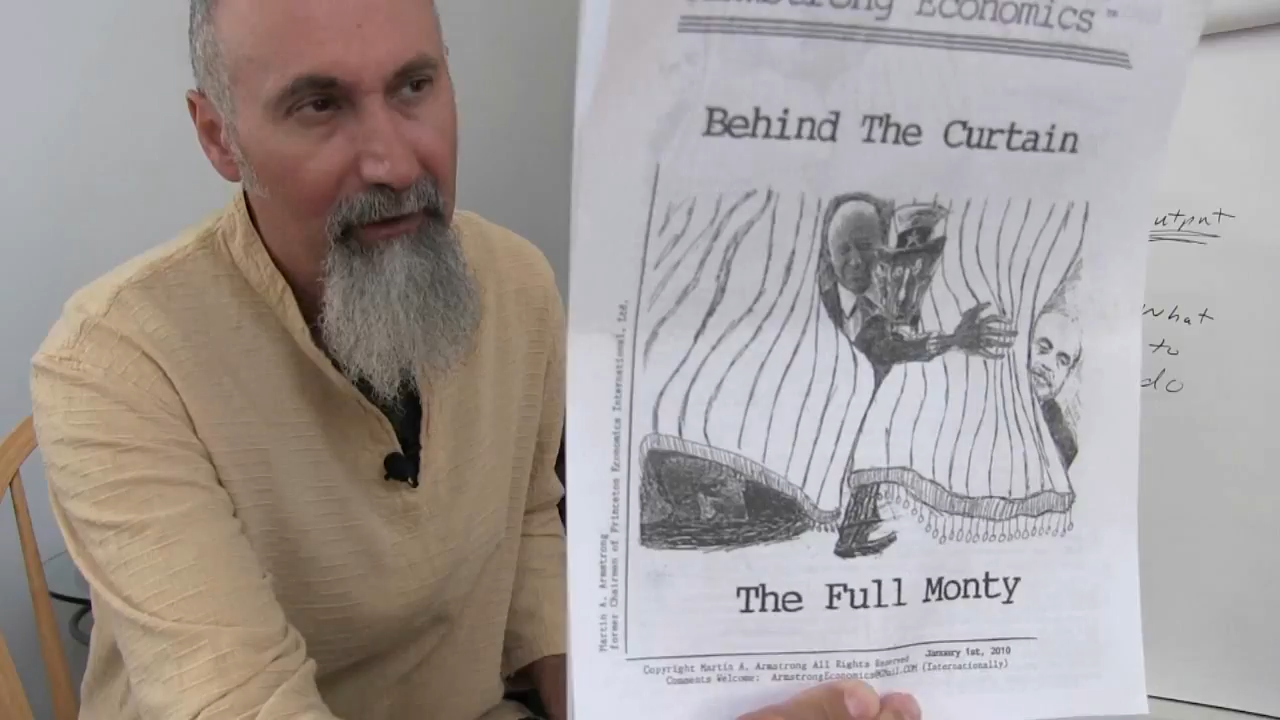 Armstrong Economics™
Behind The Curtain
Martin A. Armstrong
former Chairman of Princeton Economics International, Ltd.
The Full Monty
January 1st, 2010
Copyright Martin A. Armstrong All Rights Reserved
Comments Welcome: (Internationally)
utput
What
to
do